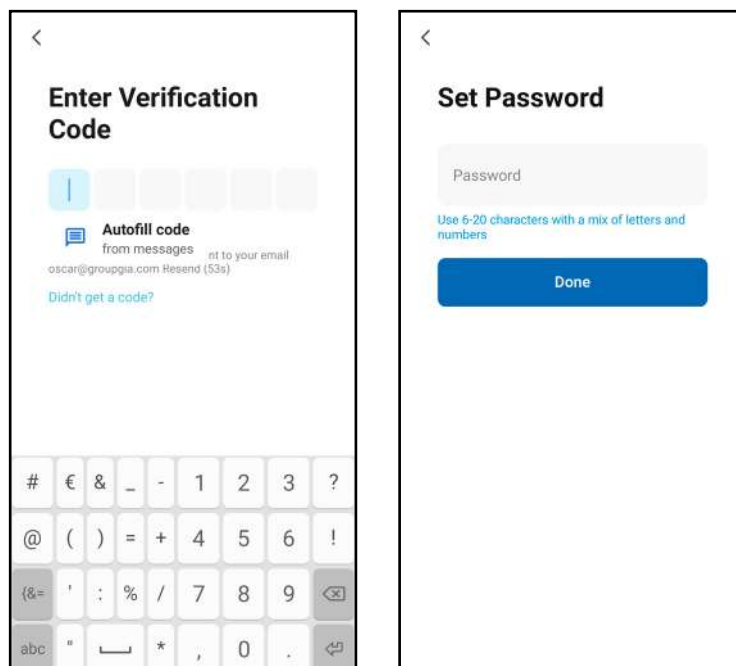 Enter Verification
Code
Autofill code
from messages
nt to your email
oscar@groupgia.com Resend (53s)
Didn't get a code?
# € & _ - 1 2 3 ?
@ ( ) = + 4 5 6 !
{&= ' : % / 7 8 9
abc " * , 0 .
Set Password
Password
Use 6-20 characters with a mix of letters and
numbers
Done